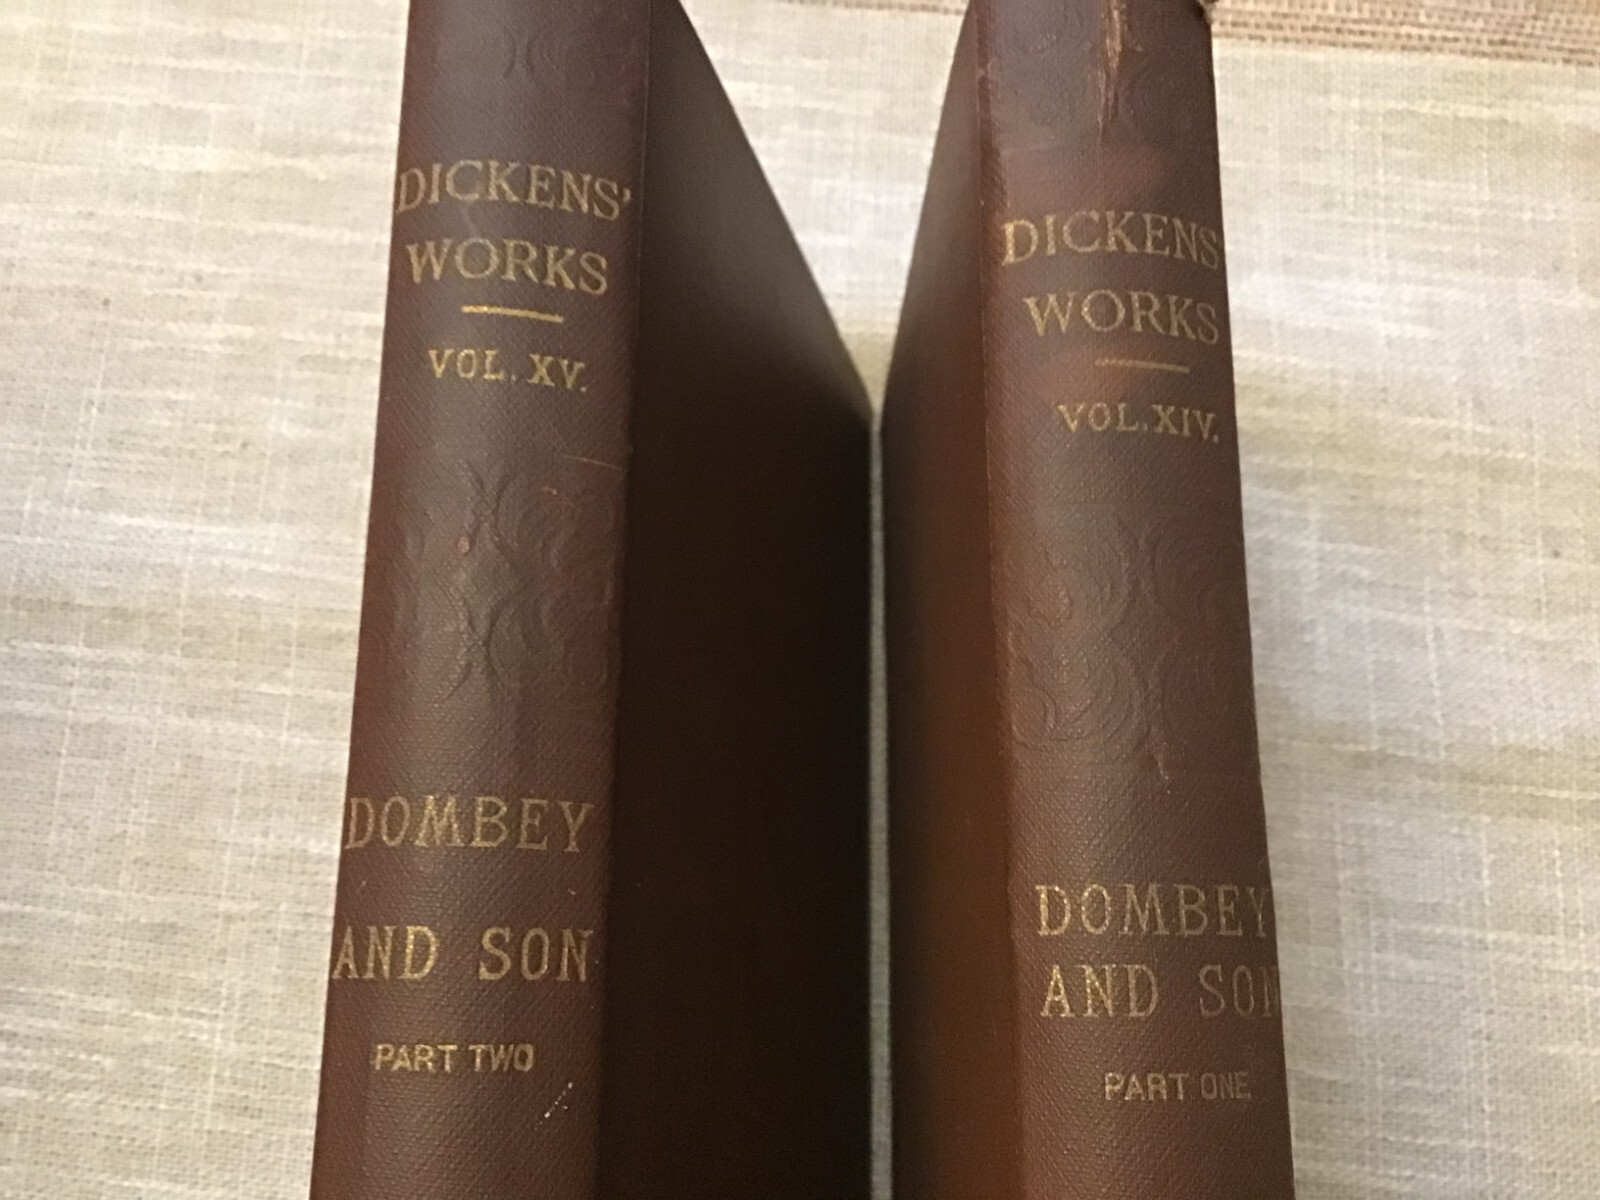 DICKENS'
WORKS
VOL. XV.
DOMBEY
AND SON
PART TWO
DICKENS'
WORKS
VOL. XIV.
DOMBEY
AND SON
PART ONE